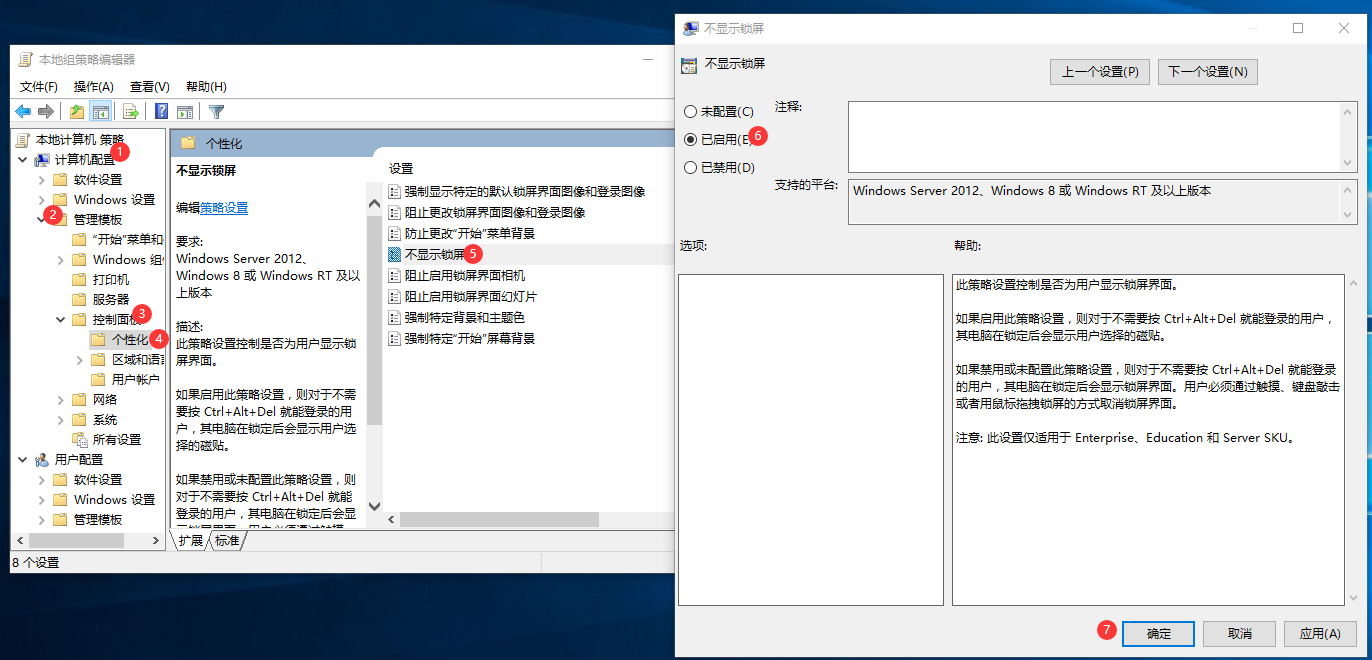 本地组策略编辑器
文件(F) 操作(A) 查看(V) 帮助(H)
本地计算机 策略
计算机配置 1
软件设置
Windows 设置
2 管理模板
“开始”菜单和
Windows 组
打印机
服务器
控制面板 3
个性化 4
区域和语言
用户帐户
网络
系统
所有设置
用户配置
软件设置
Windows 设置
管理模板
个性化
不显示锁屏
编辑策略设置
要求:
Windows Server 2012、
Windows 8 或 Windows RT 及以
上版本
描述:
此策略设置控制是否为用户显示锁
屏界面。
如果启用此策略设置，则对于不需
要按 Ctrl+Alt+Del 就能登录的用
户，其电脑在锁定后会显示用户选
择的磁贴。
如果禁用或未配置此策略设置，则
对于不需要按 Ctrl+Alt+Del 就能
登录的用户，其电脑在锁定后会显
示锁屏界面。用户必须通过触摸、
设置
强制显示特定的默认锁屏界面图像和登录图像
阻止更改锁屏界面图像和登录图像
防止更改“开始”菜单背景
不显示锁屏 5
阻止启用锁屏界面相机
阻止启用锁屏界面幻灯片
强制特定背景和主题色
强制特定“开始”屏幕背景
扩展 标准
8 个设置
不显示锁屏
不显示锁屏
上一个设置(P) 下一个设置(N)
未配置(C)
已启用(E) 6
已禁用(D)
注释:
支持的平台:
Windows Server 2012、Windows 8 或 Windows RT 及以上版本
选项:
帮助:
此策略设置控制是否为用户显示锁屏界面。
如果启用此策略设置，则对于不需要按 Ctrl+Alt+Del 就能登录的用户，
其电脑在锁定后会显示用户选择的磁贴。
如果禁用或未配置此策略设置，则对于不需要按 Ctrl+Alt+Del 就能登录
的用户，其电脑在锁定后会显示锁屏界面。用户必须通过触摸、键盘敲击
或者用鼠标拖拽锁屏的方式取消锁屏界面。
注意: 此设置仅适用于 Enterprise、Education 和 Server SKU。
7 确定 取消 应用(A)